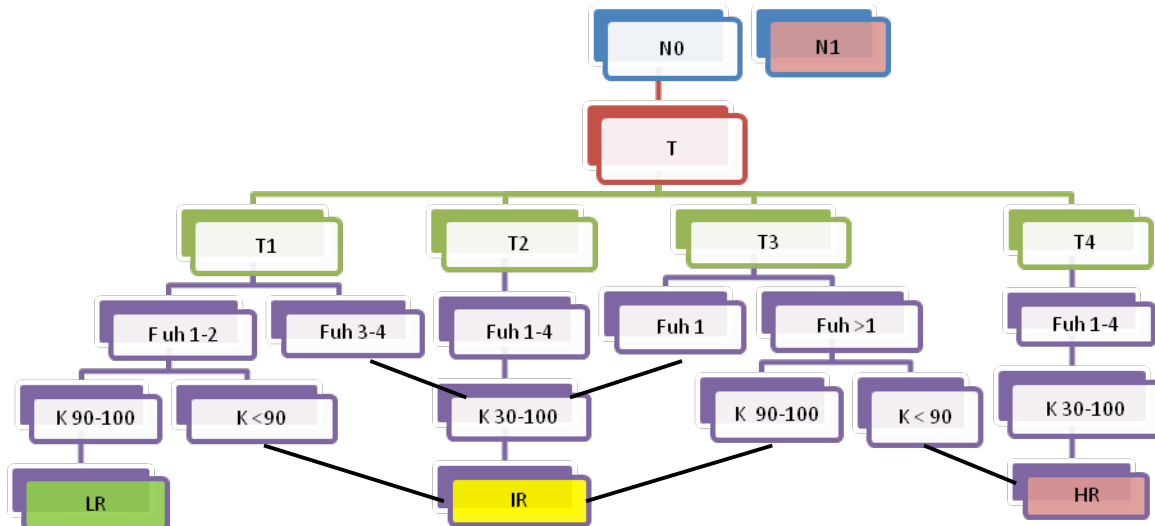 N0
N1
T
T1
T2
T3
T4
Fuh 1-2
Fuh 3-4
Fuh 1-4
Fuh 1
Fuh >1
Fuh 1-4
K 90-100
K <90
K 30-100
K 90-100
K < 90
K 30-100
LR
IR
HR